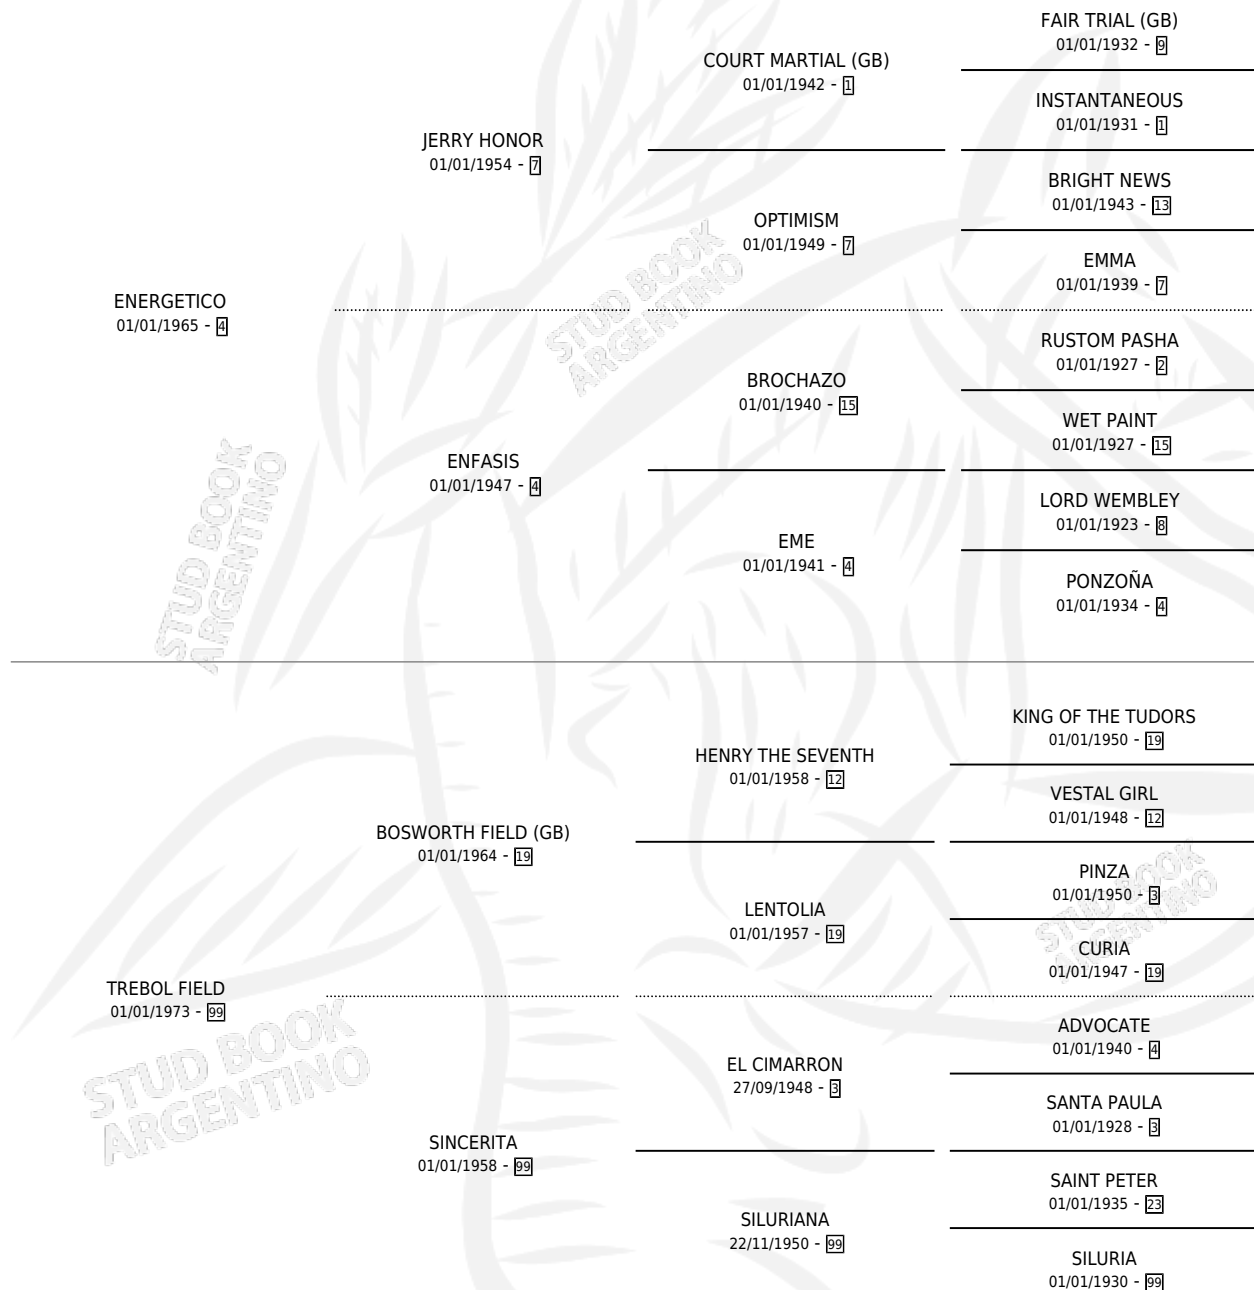 FAIR TRIAL (GB)
01/01/1932 - 9
COURT MARTIAL (GB)
01/01/1942 - 1
INSTANTANEOUS
01/01/1931 - 1
JERRY HONOR
01/01/1954 - 7
BRIGHT NEWS
01/01/1943 - 13
OPTIMISM
01/01/1949 - 7
EMMA
01/01/1939 - 7
ENERGETICO
01/01/1965 - 4
RUSTOM PASHA
01/01/1927 - 2
BROCHAZO
01/01/1940 - 15
WET PAINT
01/01/1927 - 15
ENFASIS
01/01/1947 - 4
LORD WEMBLEY
01/01/1923 - 8
EME
01/01/1941 - 4
PONZOÑA
01/01/1934 - 4
KING OF THE TUDORS
01/01/1950 - 19
HENRY THE SEVENTH
01/01/1958 - 12
VESTAL GIRL
01/01/1948 - 12
BOSWORTH FIELD (GB)
01/01/1964 - 19
PINZA
01/01/1950 - 3
LENTOLIA
01/01/1957 - 19
CURIA
01/01/1947 - 19
TREBOL FIELD
01/01/1973 - 99
ADVOCATE
01/01/1940 - 4
EL CIMARRON
27/09/1948 - 3
SANTA PAULA
01/01/1928 - 3
SINCERITA
01/01/1958 - 99
SAINT PETER
01/01/1935 - 23
SILURIANA
22/11/1950 - 99
SILURIA
01/01/1930 - 99
STUD BOOK
ARGENTINO
STUD BOOK
ARGENTINO
STUD BOOK
ARGENTINO
STUD BOOK
ARGENTINO